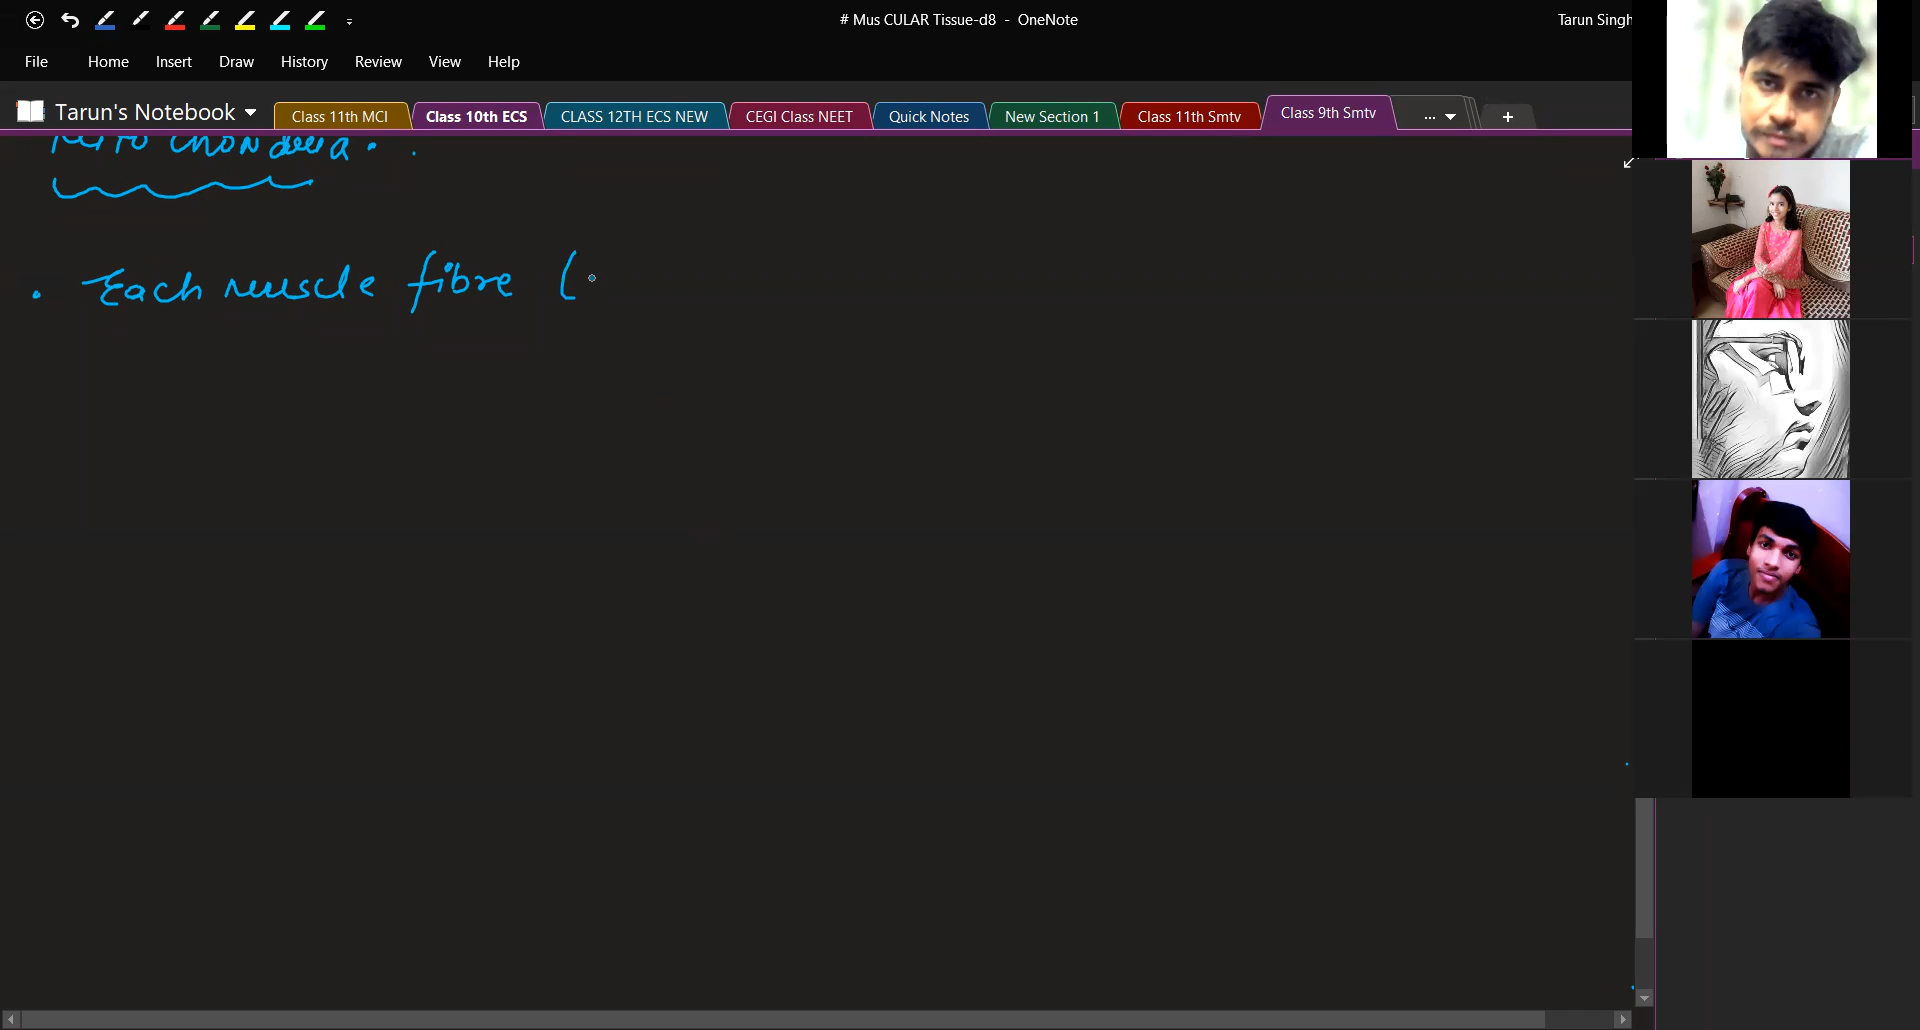 # Mus CULAR Tissue-d8 - OneNote
Tarun Singh
File Home Insert Draw History Review View Help
Tarun's Notebook
Class 11th MCI
Class 10th ECS
CLASS 12TH ECS NEW
CEGI Class NEET
Quick Notes
New Section 1
Class 11th Smtv
Class 9th Smtv
...
+
. Each muscle fibre (